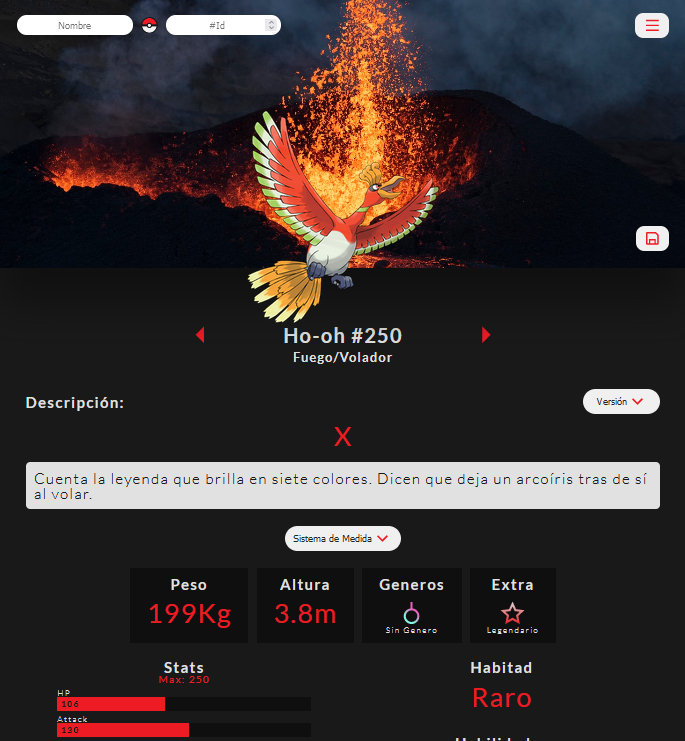 Nombre
#Id
Ho-oh #250
Fuego/Volador
Descripción:
Versión
X
Cuenta la leyenda que brilla en siete colores. Dicen que deja un arcoíris tras de sí
al volar.
Sistema de Medida
Peso
199Kg
Altura
3.8m
Generos
Sin Genero
Extra
Legendario
Stats
Max: 250
HP
106
Attack
130
Habitad
Raro